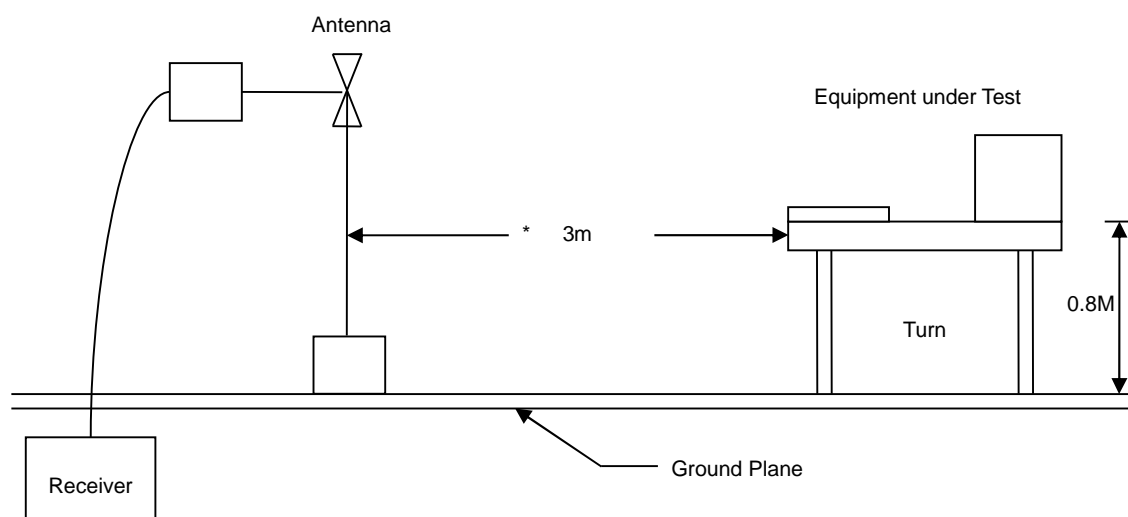 Antenna
Equipment under Test
* 3m
0.8M
Turn
Ground Plane
Receiver